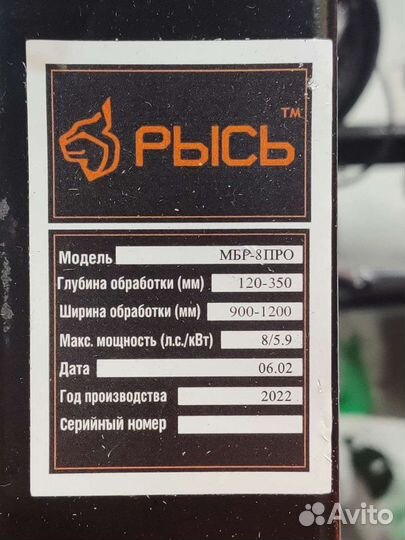 РЫСЬ™
Модель МБР-8ПРО
Глубина обработки (мм) 120-350
Ширина обработки (мм) 900-1200
Макс. мощность (л.с./кВт) 8/5.9
Дата 06.02
Год производства 2022
Серийный номер
Avito